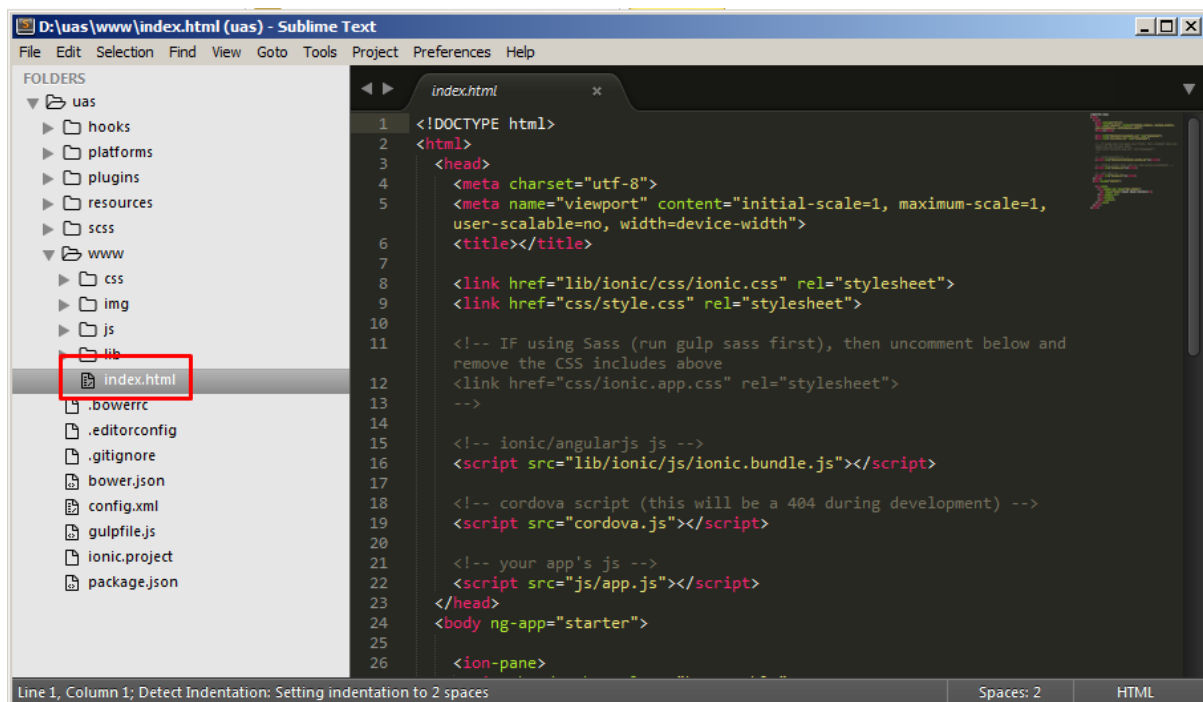 D:\uas\www\index.html (uas) - Sublime Text
File Edit Selection Find View Goto Tools Project Preferences Help
FOLDERS
uas
hooks
platforms
plugins
resources
scss
www
css
img
js
lib
index.html
.bowerrc
.editorconfig
.gitignore
bower.json
config.xml
gulpfile.js
ionic.project
package.json
index.html
1 <!DOCTYPE html>
2 <html>
3 <head>
4 <meta charset="utf-8">
5 <meta name="viewport" content="initial-scale=1, maximum-scale=1,
user-scalable=no, width=device-width">
6 <title></title>
7
8 <link href="lib/ionic/css/ionic.css" rel="stylesheet">
9 <link href="css/style.css" rel="stylesheet">
10
11 <!-- IF using Sass (run gulp sass first), then uncomment below and
remove the CSS includes above
12 <link href="css/ionic.app.css" rel="stylesheet">
13 -->
14
15 <!-- ionic/angularjs js -->
16 <script src="lib/ionic/js/ionic.bundle.js"></script>
17
18 <!-- cordova script (this will be a 404 during development) -->
19 <script src="cordova.js"></script>
20
21 <!-- your app's js -->
22 <script src="js/app.js"></script>
23 </head>
24 <body ng-app="starter">
25
26 <ion-pane>
Line 1, Column 1; Detect Indentation: Setting indentation to 2 spaces
Spaces: 2
HTML